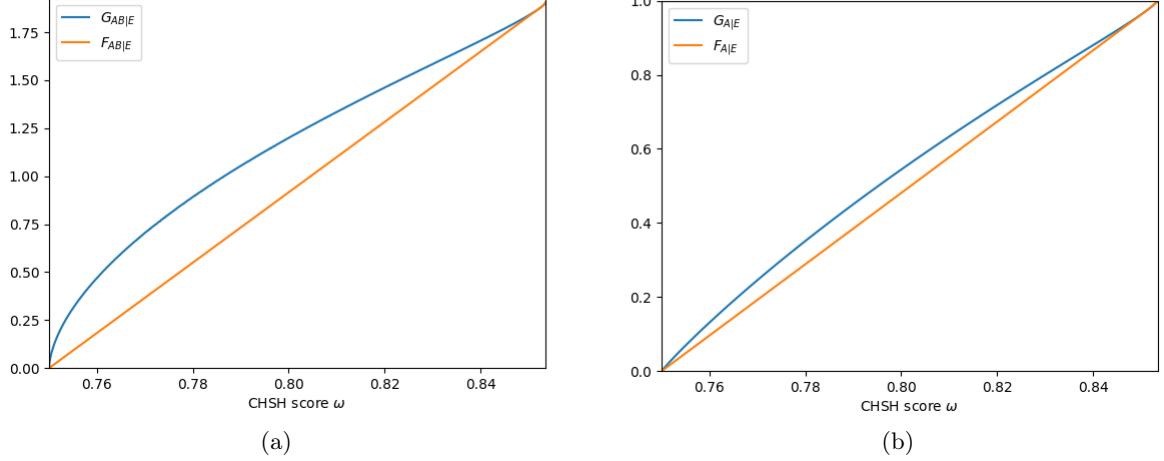 1.75
1.50
1.25
1.00
0.75
0.50
0.25
0.00
G_{AB|E}
F_{AB|E}
0.76 0.78 0.80 0.82 0.84
CHSH score ω
(a)
1.0
0.8
0.6
0.4
0.2
0.0
G_{A|E}
F_{A|E}
0.76 0.78 0.80 0.82 0.84
CHSH score ω
(b)